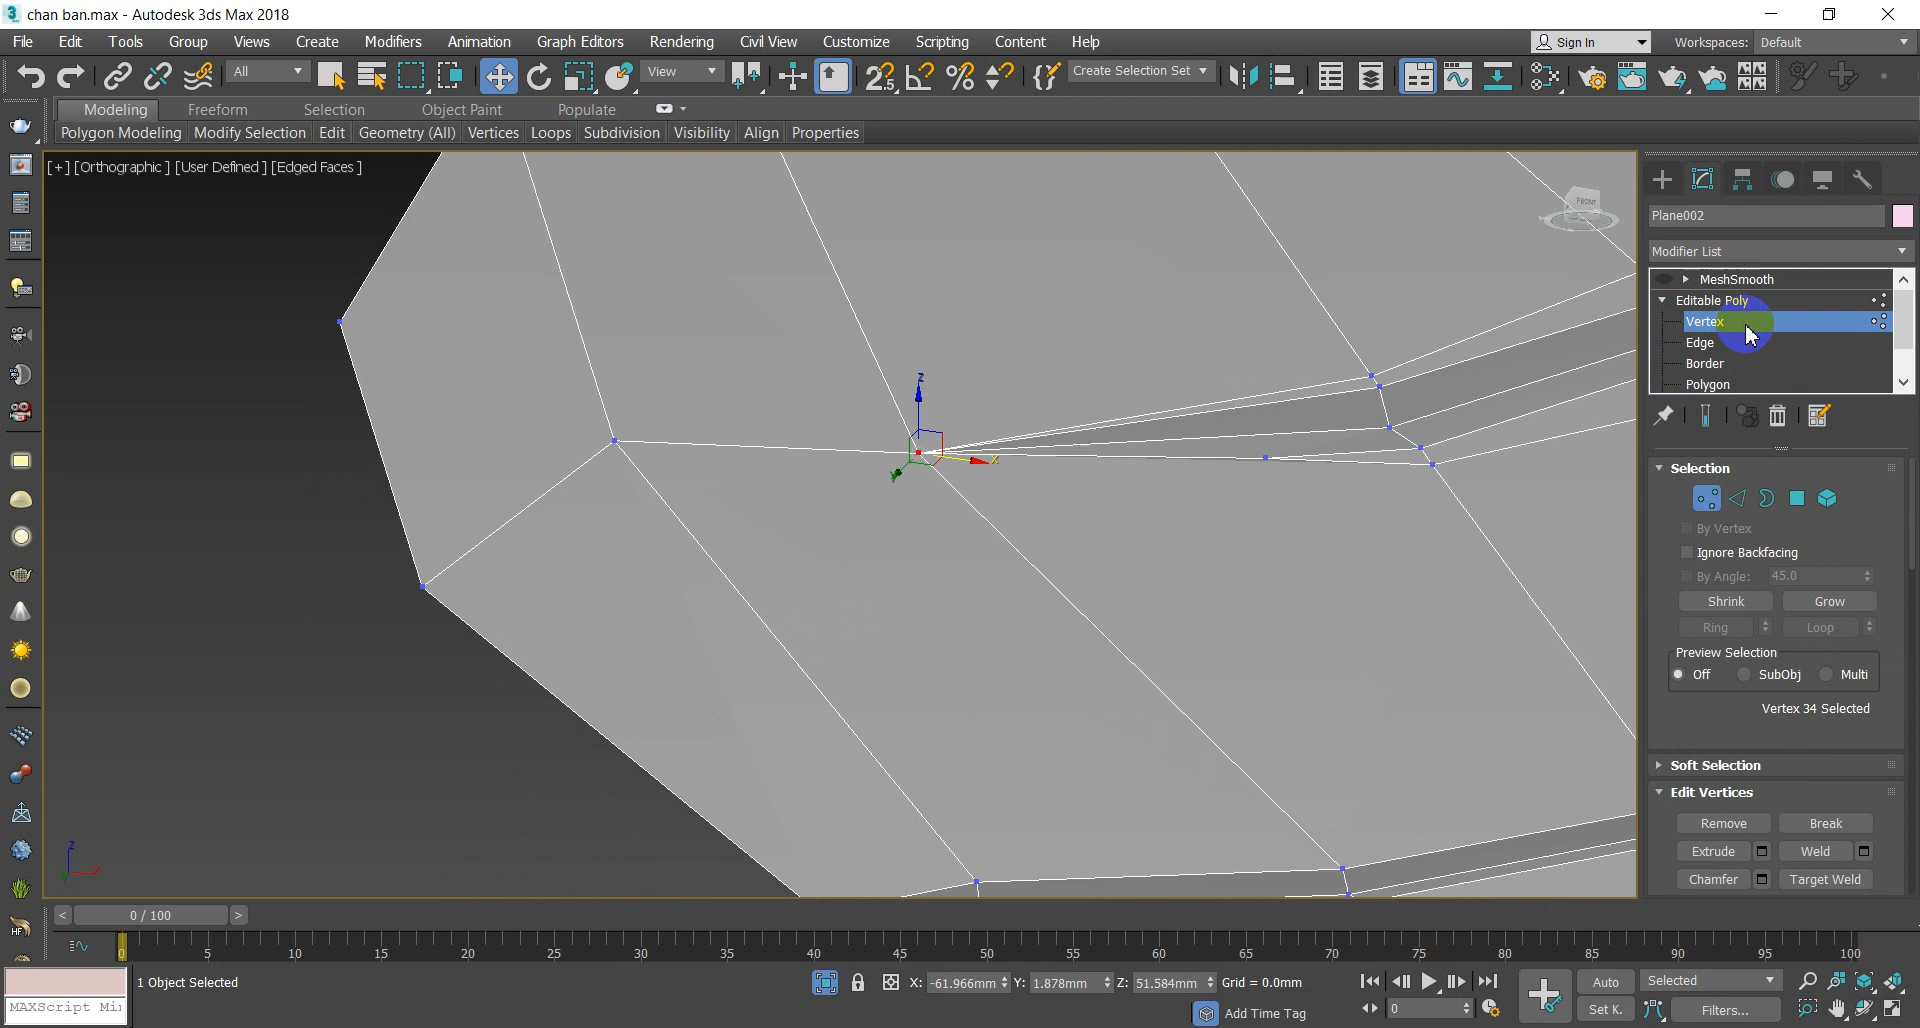 chan ban.max - Autodesk 3ds Max 2018
File Edit Tools Group Views Create Modifiers Animation Graph Editors Rendering Civil View Customize Scripting Content Help Sign In Workspaces: Default
All View Create Selection Set
Modeling Freeform Selection Object Paint Populate
Polygon Modeling Modify Selection Edit Geometry (All) Vertices Loops Subdivision Visibility Align Properties
[+] [Orthographic ] [User Defined ] [Edged Faces ]
FRONT
Plane002
Modifier List
MeshSmooth
Editable Poly
Vertex
Edge
Border
Polygon
Selection
By Vertex
Ignore Backfacing
By Angle: 45.0
Shrink Grow
Ring Loop
Preview Selection
Off SubObj Multi
Vertex 34 Selected
Soft Selection
Edit Vertices
Remove Break
Extrude Weld
Chamfer Target Weld
z
x
y
z
x
y
< 0 / 100 >
0 5 10 15 20 25 30 35 40 45 50 55 60 65 70 75 80 85 90 95 100
1 Object Selected X: -61.966mm Y: 1.878mm Z: 51.584mm Grid = 0.0mm Auto Selected
MAXScript Mi Add Time Tag 0 Set K. Filters...